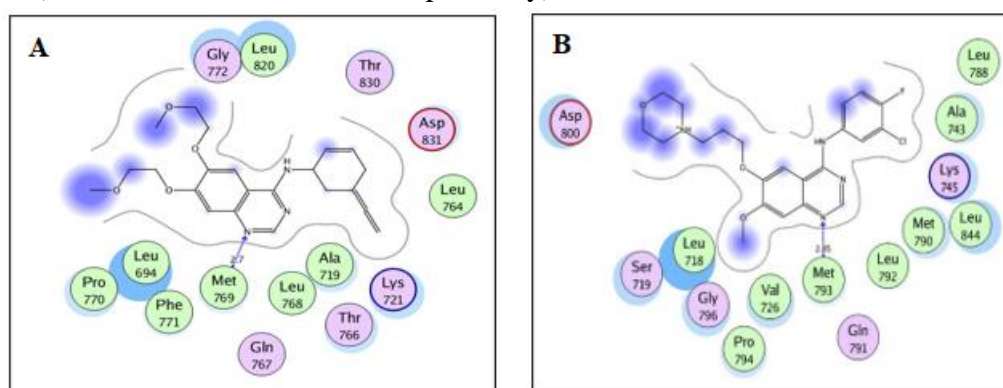 A
Gly 772
Leu 820
Thr 830
Asp 831
Leu 764
O
O
O
O
H
N
N
N
2.7
Leu 694
Pro 770
Phe 771
Met 769
Leu 768
Ala 719
Lys 721
Thr 766
Gln 767
B
Leu 788
Ala 743
Asp 800
Lys 745
Met 790
Leu 844
Leu 792
O
NH
O
O
HN
F
Cl
N
N
Ser 719
Leu 718
Gly 796
Val 726
Met 793
Pro 794
Gln 791